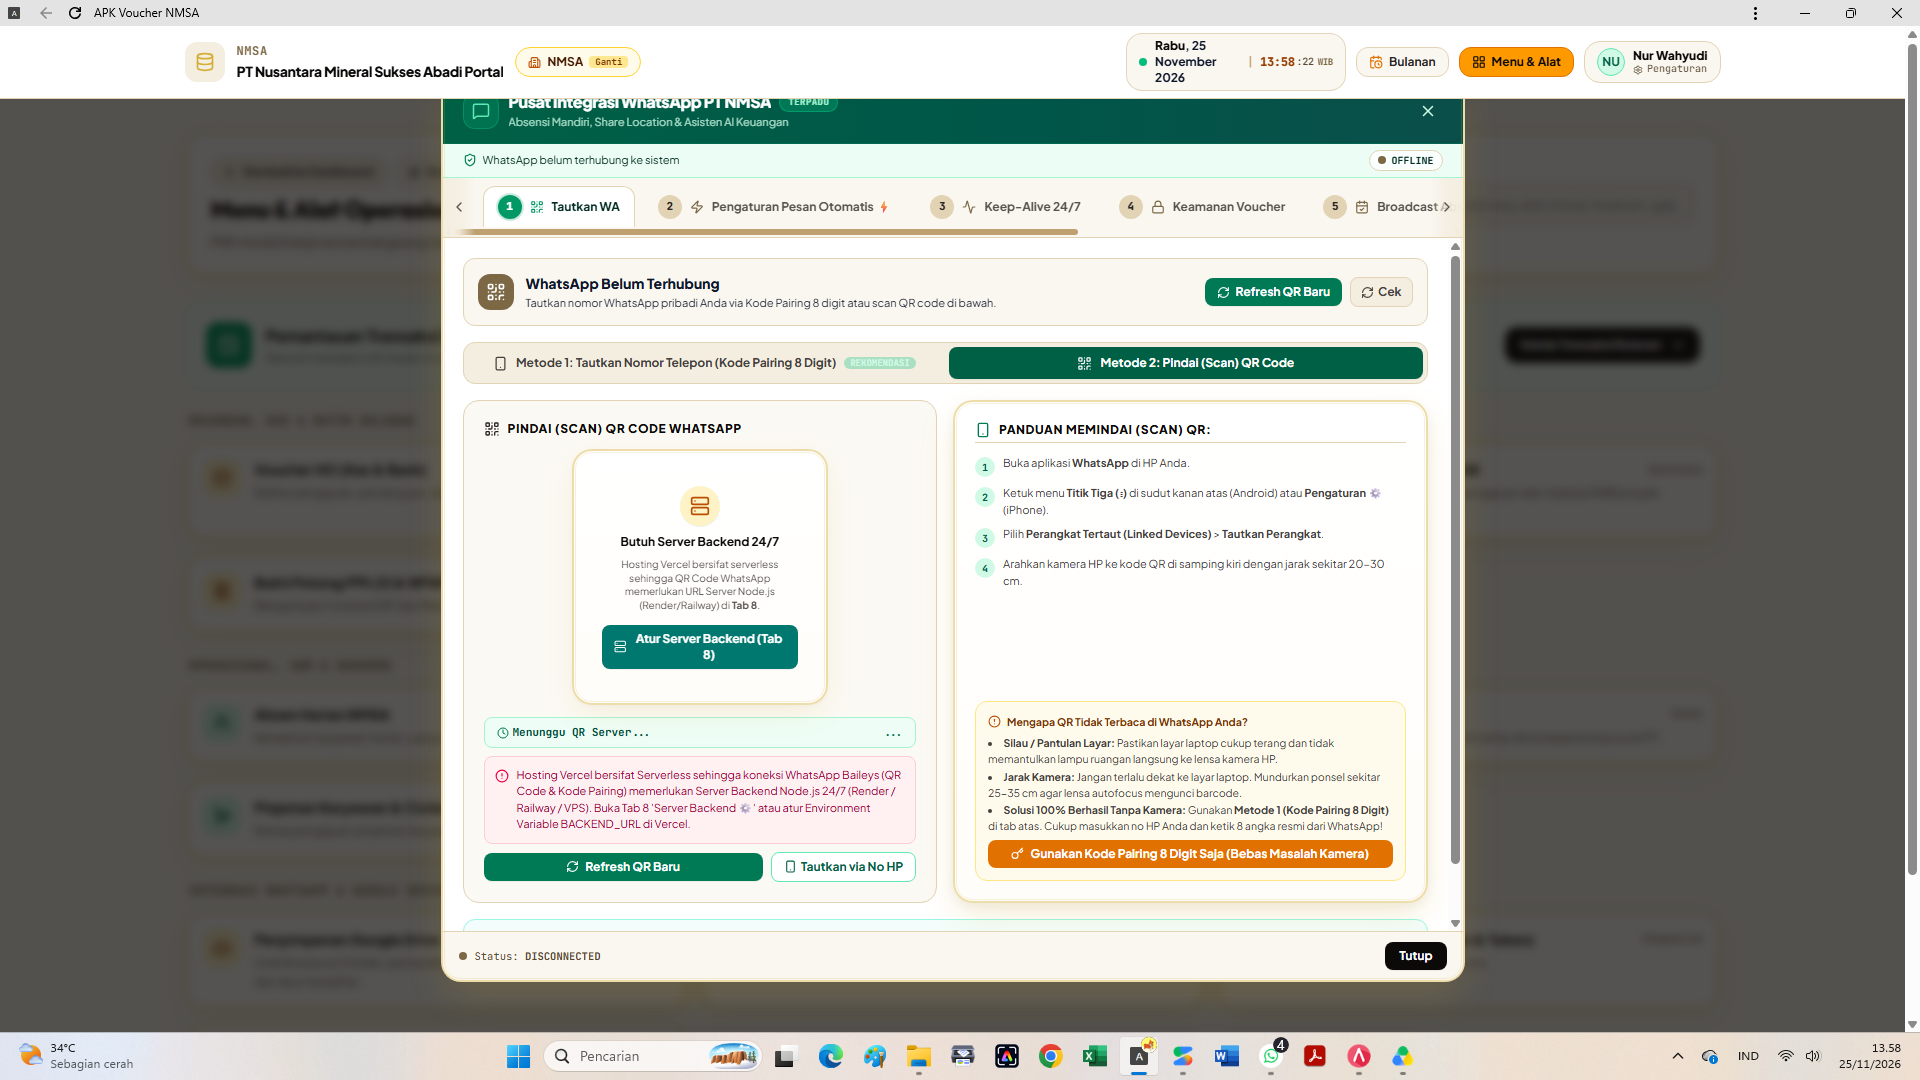 APK Voucher NMSA
NMSA
PT Nusantara Mineral Sukses Abadi Portal
NMSA Ganti
Rabu, 25
November
2026
13:58:22 WIB
Bulanan
Menu & Alat
NU
Nur Wahyudi
Pengaturan
Pusat Integrasi WhatsApp PT NMSA TERPADU
Absensi Mandiri, Share Location & Asisten AI Keuangan
WhatsApp belum terhubung ke sistem
OFFLINE
1 Tautkan WA
2 Pengaturan Pesan Otomatis
3 Keep-Alive 24/7
4 Keamanan Voucher
5 Broadcast
WhatsApp Belum Terhubung
Tautkan nomor WhatsApp pribadi Anda via Kode Pairing 8 digit atau scan QR code di bawah.
Refresh QR Baru
Cek
Metode 1: Tautkan Nomor Telepon (Kode Pairing 8 Digit) REKOMENDASI
Metode 2: Pindai (Scan) QR Code
PINDAI (SCAN) QR CODE WHATSAPP
Butuh Server Backend 24/7
Hosting Vercel bersifat serverless
sehingga QR Code WhatsApp
memerlukan URL Server Node.js
(Render/Railway) di Tab 8.
Atur Server Backend (Tab
8)
Menunggu QR Server...
...
Hosting Vercel bersifat Serverless sehingga koneksi WhatsApp Baileys (QR
Code & Kode Pairing) memerlukan Server Backend Node.js 24/7 (Render /
Railway / VPS). Buka Tab 8 'Server Backend ⚙️' atau atur Environment
Variable BACKEND_URL di Vercel.
Refresh QR Baru
Tautkan via No HP
PANDUAN MEMINDAI (SCAN) QR:
1 Buka aplikasi WhatsApp di HP Anda.
2 Ketuk menu Titik Tiga (⋮) di sudut kanan atas (Android) atau Pengaturan ⚙️
(iPhone).
3 Pilih Perangkat Tertaut (Linked Devices) > Tautkan Perangkat.
4 Arahkan kamera HP ke kode QR di samping kiri dengan jarak sekitar 20-30
cm.
Mengapa QR Tidak Terbaca di WhatsApp Anda?
• Silau / Pantulan Layar: Pastikan layar laptop cukup terang dan tidak
memantulkan lampu ruangan langsung ke lensa kamera HP.
• Jarak Kamera: Jangan terlalu dekat ke layar laptop. Mundurkan ponsel sekitar
25-35 cm agar lensa autofocus mengunci barcode.
• Solusi 100% Berhasil Tanpa Kamera: Gunakan Metode 1 (Kode Pairing 8 Digit)
di tab atas. Cukup masukkan no HP Anda dan ketik 8 angka resmi dari WhatsApp!
Gunakan Kode Pairing 8 Digit Saja (Bebas Masalah Kamera)
Status: DISCONNECTED
Tutup
34°C
Sebagian cerah
Pencarian
4
IND
13.58
25/11/2026